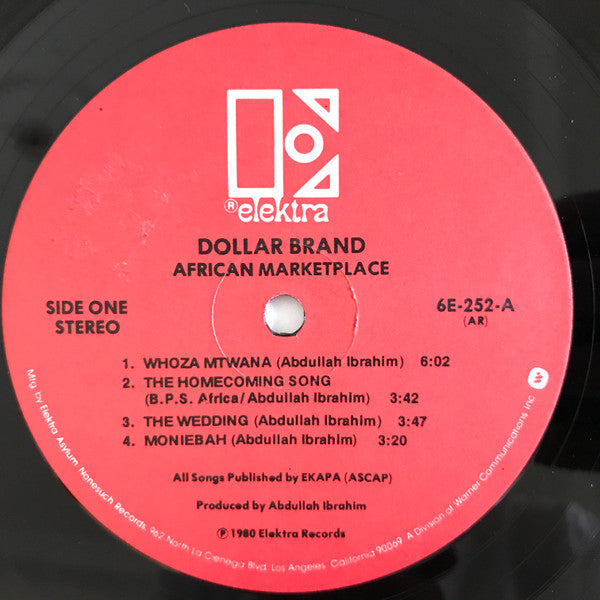 ® elektra
DOLLAR BRAND
AFRICAN MARKETPLACE
SIDE ONE
STEREO
6E-252-A
(AR)
1. WHOZA MTWANA (Abdullah Ibrahim) 6:02
2. THE HOMECOMING SONG
(B.P.S. Africa/Abdullah Ibrahim) 3:42
3. THE WEDDING (Abdullah Ibrahim) 3:47
4. MONIEBAH (Abdullah Ibrahim) 3:20
All Songs Published by EKAPA (ASCAP)
Produced by Abdullah Ibrahim
℗ 1980 Elektra Records
Mfg by Elektra Asylum Nonesuch Records, 962 North La Cienega Blvd. Los Angeles, California 90069. A Division of Warner Communications Inc.